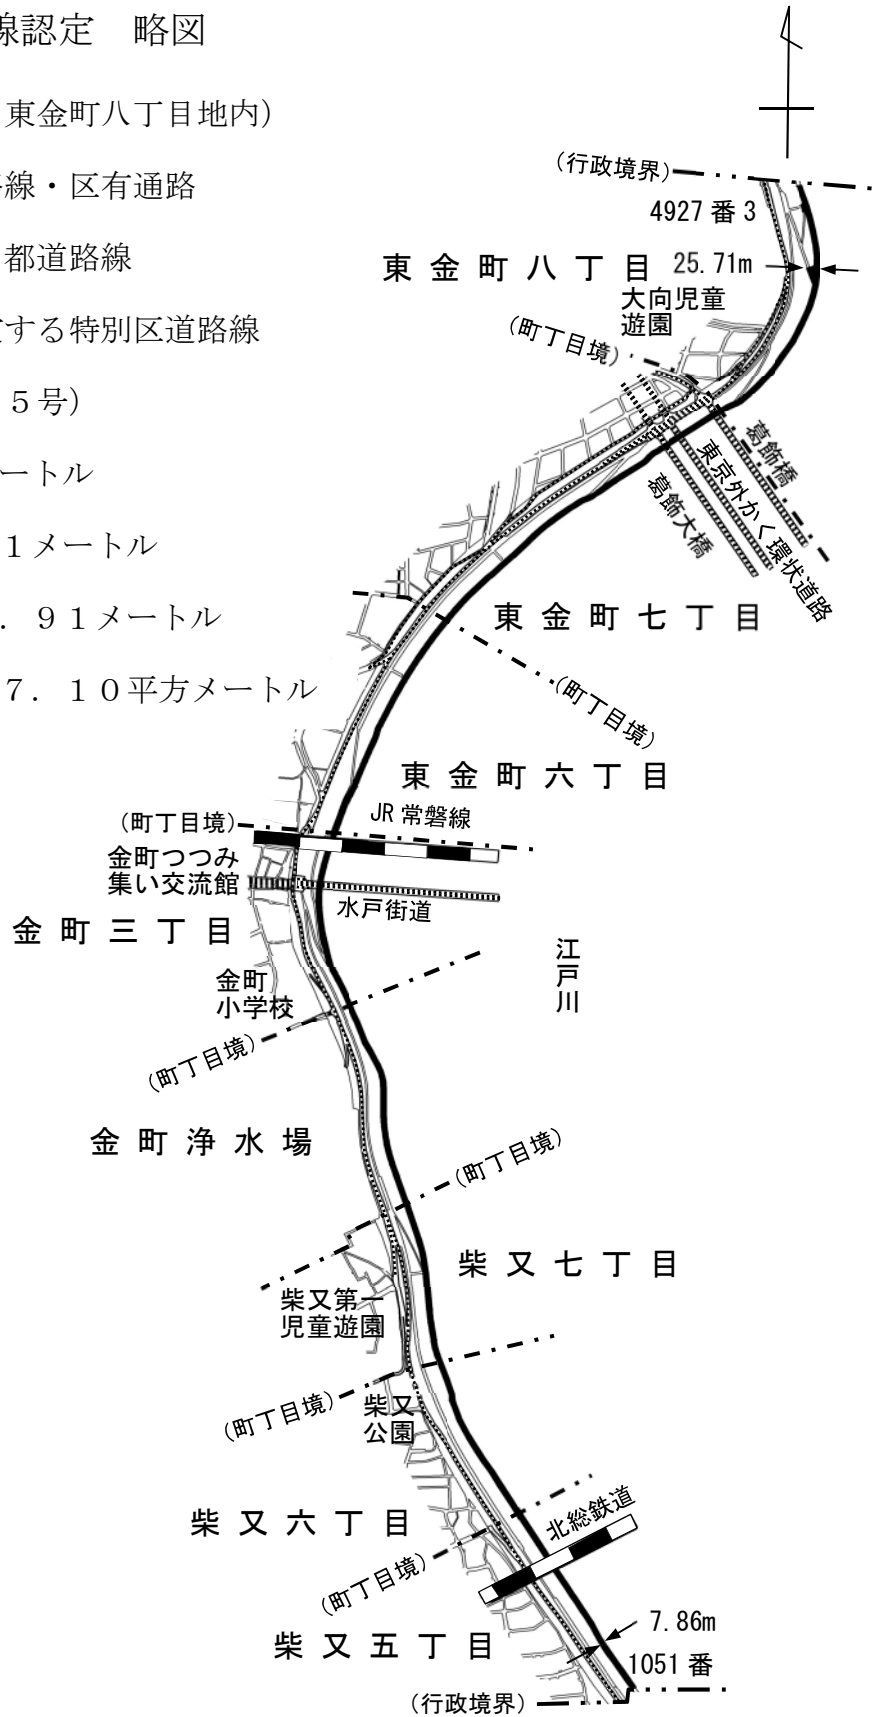 線認定　略図
東金町八丁目地内）
線・区有通路
都道路線
する特別区道路線
５号）
ートル
１メートル
．９１メートル
７．１０平方メートル
（行政境界）
4927 番 3
東金町八丁目
25.71m
大向児童
遊園
（町丁目境）
葛飾橋
東京外かく環状道路
葛飾大橋
東金町七丁目
（町丁目境）
東金町六丁目
JR 常磐線
（町丁目境）
金町つつみ
集い交流館
水戸街道
金町三丁目
江戸川
金町
小学校
（町丁目境）
金町浄水場
（町丁目境）
柴又七丁目
柴又第一
児童遊園
（町丁目境）
柴又
公園
北総鉄道
柴又六丁目
（町丁目境）
7.86m
柴又五丁目
1051 番
（行政境界）